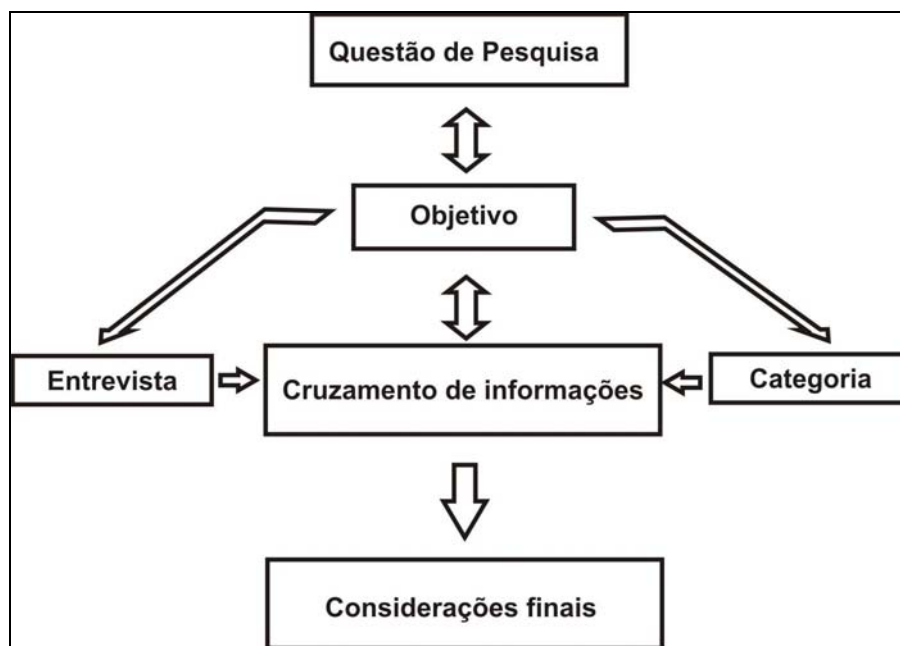 Questão de Pesquisa
Objetivo
Entrevista
Cruzamento de informações
Categoria
Considerações finais